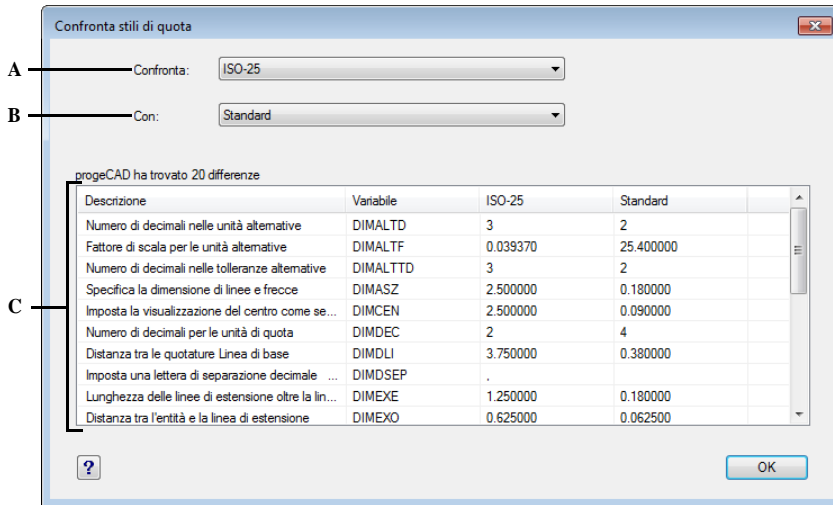 Confronta stili di quota
A Confronta: ISO-25
B Con: Standard
progeCAD ha trovato 20 differenze
Descrizione Variabile ISO-25 Standard
Numero di decimali nelle unità alternative DIMALTD 3 2
Fattore di scala per le unità alternative DIMALTF 0.039370 25.400000
Numero di decimali nelle tolleranze alternative DIMALTTD 3 2
Specifica la dimensione di linee e frecce DIMASZ 2.500000 0.180000
C
Imposta la visualizzazione del centro come se... DIMCEN 2.500000 0.090000
Numero di decimali per le unità di quota DIMDEC 2 4
Distanza tra le quotature Linea di base DIMDLI 3.750000 0.380000
Imposta una lettera di separazione decimale ... DIMDSEP ,
Lunghezza delle linee di estensione oltre la lin... DIMEXE 1.250000 0.180000
Distanza tra l'entità e la linea di estensione DIMEXO 0.625000 0.062500
? OK